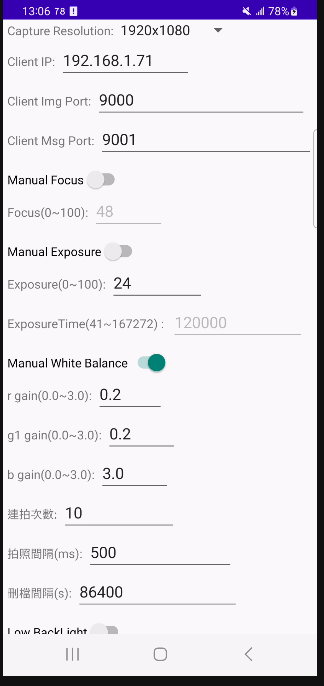 13:06 78 78%
Capture Resolution: 1920x1080
Client IP: 192.168.1.71
Client Img Port: 9000
Client Msg Port: 9001
Manual Focus
Focus(0~100): 48
Manual Exposure
Exposure(0~100): 24
ExposureTime(41~167272) : 120000
Manual White Balance
r gain(0.0~3.0): 0.2
g1 gain(0.0~3.0): 0.2
b gain(0.0~3.0): 3.0
連拍次數: 10
拍照間隔(ms): 500
刪檔間隔(s): 86400
Low BackLight